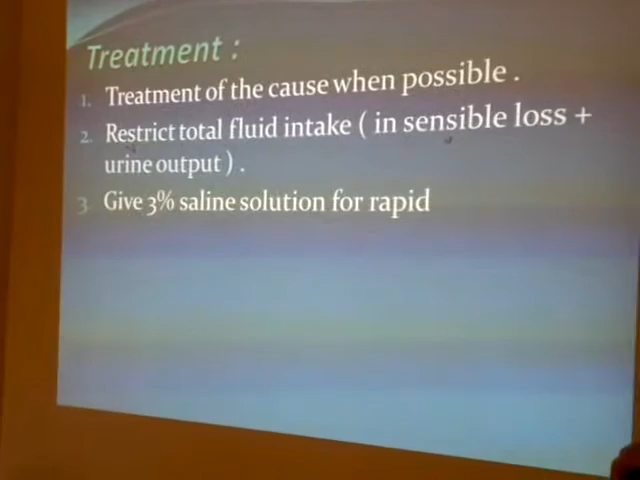 Treatment :
1. Treatment of the cause when possible .
2. Restrict total fluid intake ( in sensible loss +
urine output ) .
3 Give 3% saline solution for rapid